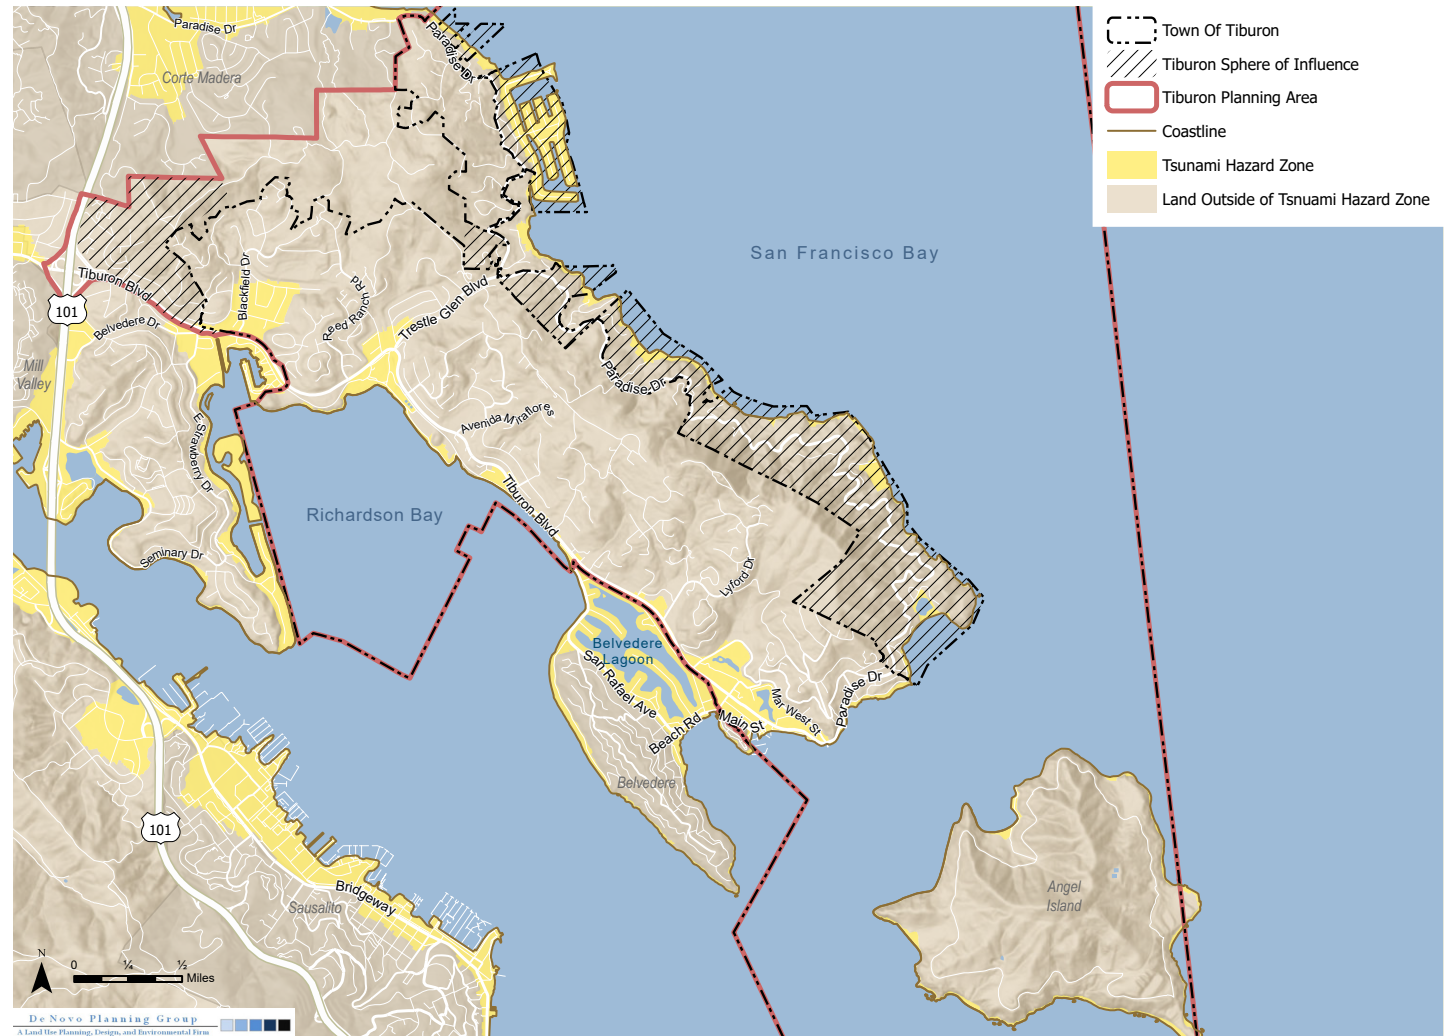 Town Of Tiburon
Tiburon Sphere of Influence
Tiburon Planning Area
Coastline
Tsunami Hazard Zone
Land Outside of Tsnuami Hazard Zone
Paradise Dr
Paradise Dr
Corte Madera
San Francisco Bay
Tiburon Blvd
101
Blackfield Dr
Reed Ranch Rd
Trestle Glen Blvd
Belvedere Dr
Mill
Valley
Paradise Dr
Avenida Miraflores
E Strawberry Dr
Tiburon Blvd
Richardson Bay
Seminary Dr
Lyford Dr
Belvedere
Lagoon
San Rafael Ave
Paradise Dr
Mar West St
Main St
Beach Rd
Belvedere
101
Bridgeway
Sausalito
Angel
Island
N
0 ¼ ½
Miles
De Novo Planning Group
A Land Use Planning, Design, and Environmental Firm